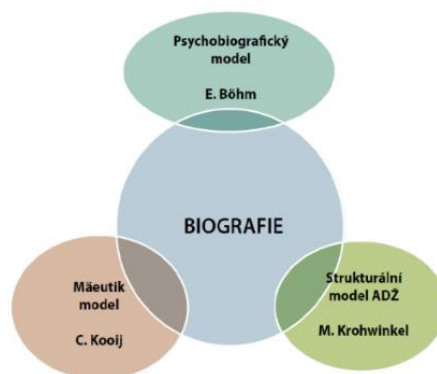 Psychobiografický
model
E. Böhm
BIOGRAFIE
Mäeutik
model
C. Kooij
Strukturální
model ADŽ
M. Krohwinkel